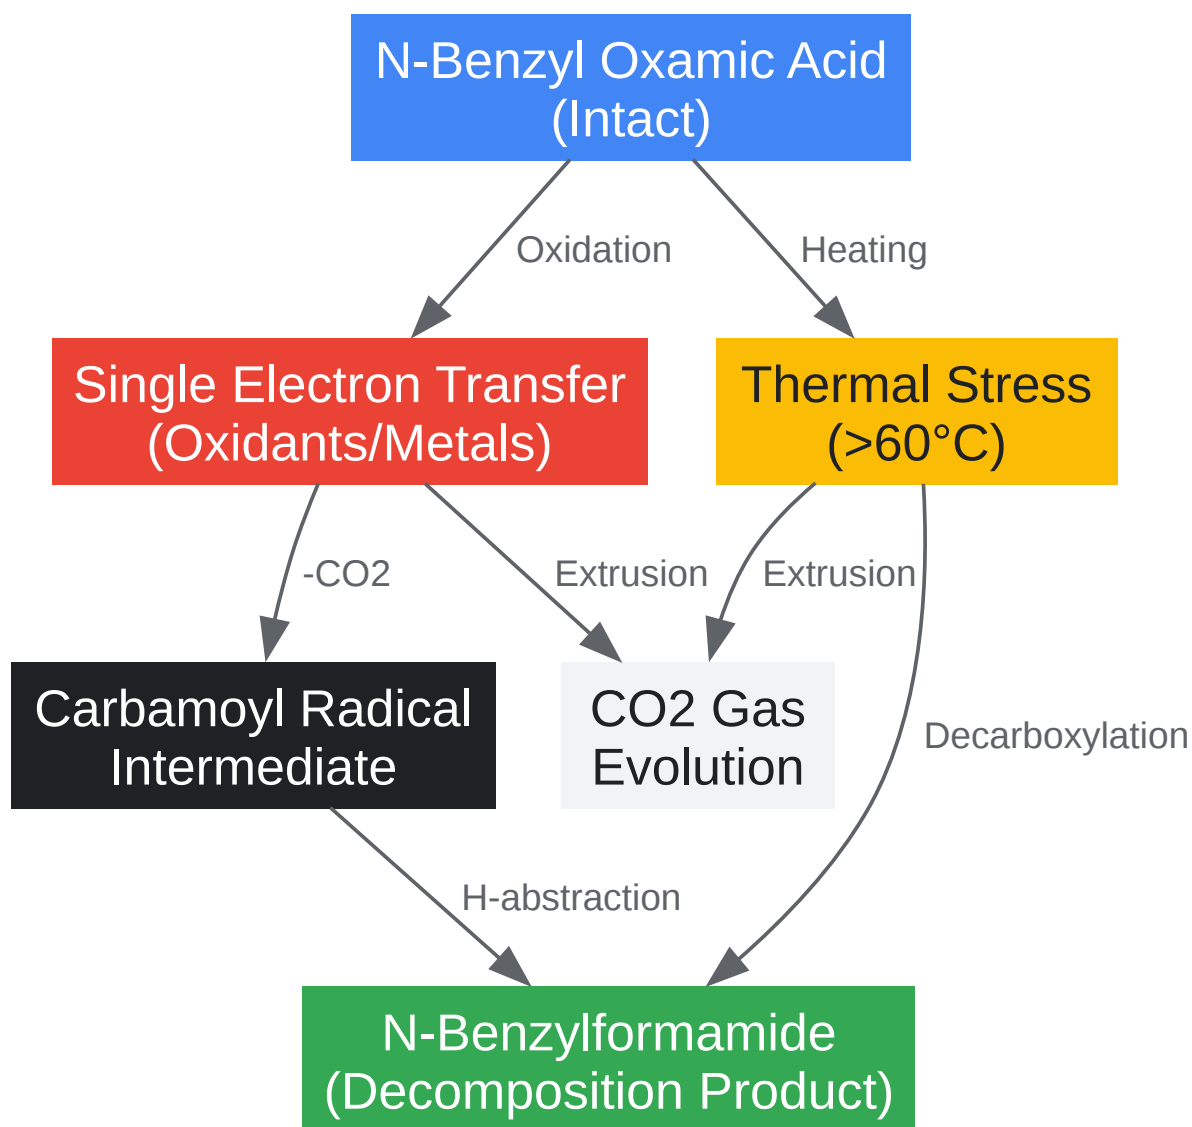 N-Benzyl Oxamic Acid
(Intact)
Oxidation
Heating
Single Electron Transfer
(Oxidants/Metals)
Thermal Stress
(>60°C)
-CO2
Extrusion
Extrusion
Carbamoyl Radical
Intermediate
CO2 Gas
Evolution
Decarboxylation
H-abstraction
N-Benzylformamide
(Decomposition Product)